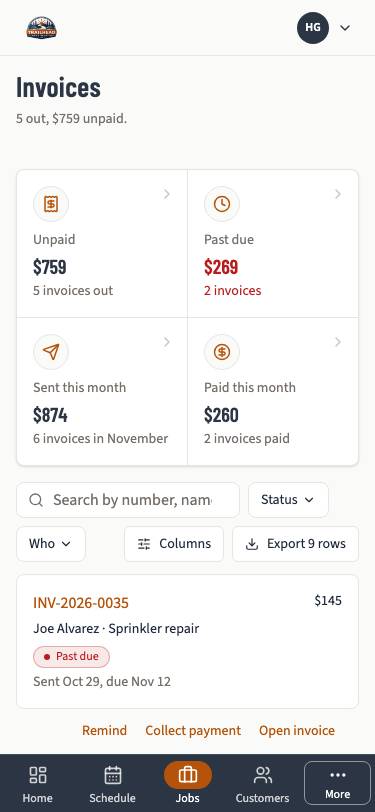 TRAILHEAD
HG
Invoices
5 out, $759 unpaid.
Unpaid
$759
5 invoices out
Past due
$269
2 invoices
Sent this month
$874
6 invoices in November
Paid this month
$260
2 invoices paid
Search by number, nam
Status
Who
Columns
Export 9 rows
INV-2026-0035
$145
Joe Alvarez · Sprinkler repair
Past due
Sent Oct 29, due Nov 12
Remind Collect payment Open invoice
Home Schedule Jobs Customers More